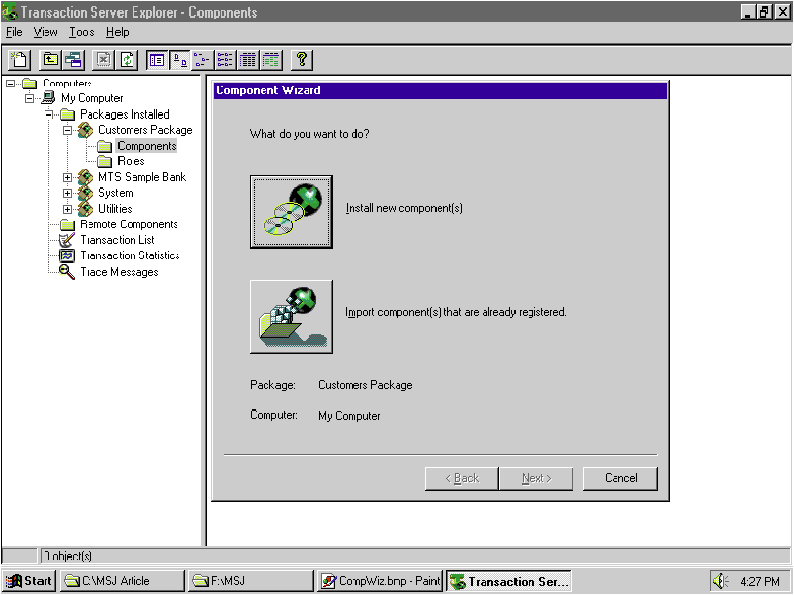 Transaction Server Explorer - Components
File View Tools Help
Computers
My Computer
Packages Installed
Customers Package
Components
Roles
MTS Sample Bank
System
Utilities
Remote Components
Transaction List
Transaction Statistics
Trace Messages
Component Wizard
What do you want to do?
Install new component(s)
Import component(s) that are already registered.
Package: Customers Package
Computer: My Computer
< Back Next > Cancel
object(s)
Start C:\MSJ Article F:\MSJ CompWiz.bmp - Paint Transaction Ser... 4:27 PM